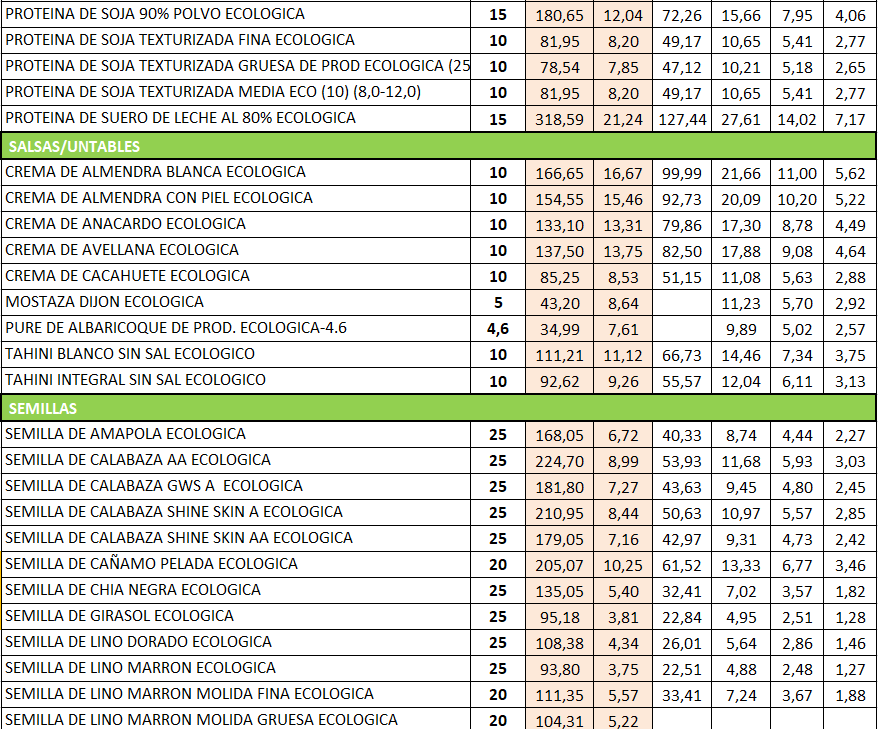 PROTEINA DE SOJA 90% POLVO ECOLOGICA 15 180,65 12,04 72,26 15,66 7,95 4,06
PROTEINA DE SOJA TEXTURIZADA FINA ECOLOGICA 10 81,95 8,20 49,17 10,65 5,41 2,77
PROTEINA DE SOJA TEXTURIZADA GRUESA DE PROD ECOLOGICA (25 10 78,54 7,85 47,12 10,21 5,18 2,65
PROTEINA DE SOJA TEXTURIZADA MEDIA ECO (10) (8,0-12,0) 10 81,95 8,20 49,17 10,65 5,41 2,77
PROTEINA DE SUERO DE LECHE AL 80% ECOLOGICA 15 318,59 21,24 127,44 27,61 14,02 7,17
SALSAS/UNTABLES
CREMA DE ALMENDRA BLANCA ECOLOGICA 10 166,65 16,67 99,99 21,66 11,00 5,62
CREMA DE ALMENDRA CON PIEL ECOLOGICA 10 154,55 15,46 92,73 20,09 10,20 5,22
CREMA DE ANACARDO ECOLOGICA 10 133,10 13,31 79,86 17,30 8,78 4,49
CREMA DE AVELLANA ECOLOGICA 10 137,50 13,75 82,50 17,88 9,08 4,64
CREMA DE CACAHUETE ECOLOGICA 10 85,25 8,53 51,15 11,08 5,63 2,88
MOSTAZA DIJON ECOLOGICA 5 43,20 8,64 11,23 5,70 2,92
PURE DE ALBARICOQUE DE PROD. ECOLOGICA-4.6 4,6 34,99 7,61 9,89 5,02 2,57
TAHINI BLANCO SIN SAL ECOLOGICO 10 111,21 11,12 66,73 14,46 7,34 3,75
TAHINI INTEGRAL SIN SAL ECOLOGICO 10 92,62 9,26 55,57 12,04 6,11 3,13
SEMILLAS
SEMILLA DE AMAPOLA ECOLOGICA 25 168,05 6,72 40,33 8,74 4,44 2,27
SEMILLA DE CALABAZA AA ECOLOGICA 25 224,70 8,99 53,93 11,68 5,93 3,03
SEMILLA DE CALABAZA GWS A  ECOLOGICA 25 181,80 7,27 43,63 9,45 4,80 2,45
SEMILLA DE CALABAZA SHINE SKIN A ECOLOGICA 25 210,95 8,44 50,63 10,97 5,57 2,85
SEMILLA DE CALABAZA SHINE SKIN AA ECOLOGICA 25 179,05 7,16 42,97 9,31 4,73 2,42
SEMILLA DE CAÑAMO PELADA ECOLOGICA 20 205,07 10,25 61,52 13,33 6,77 3,46
SEMILLA DE CHIA NEGRA ECOLOGICA 25 135,05 5,40 32,41 7,02 3,57 1,82
SEMILLA DE GIRASOL ECOLOGICA 25 95,18 3,81 22,84 4,95 2,51 1,28
SEMILLA DE LINO DORADO ECOLOGICA 25 108,38 4,34 26,01 5,64 2,86 1,46
SEMILLA DE LINO MARRON ECOLOGICA 25 93,80 3,75 22,51 4,88 2,48 1,27
SEMILLA DE LINO MARRON MOLIDA FINA ECOLOGICA 20 111,35 5,57 33,41 7,24 3,67 1,88
SEMILLA DE LINO MARRON MOLIDA GRUESA ECOLOGICA 20 104,31 5,22